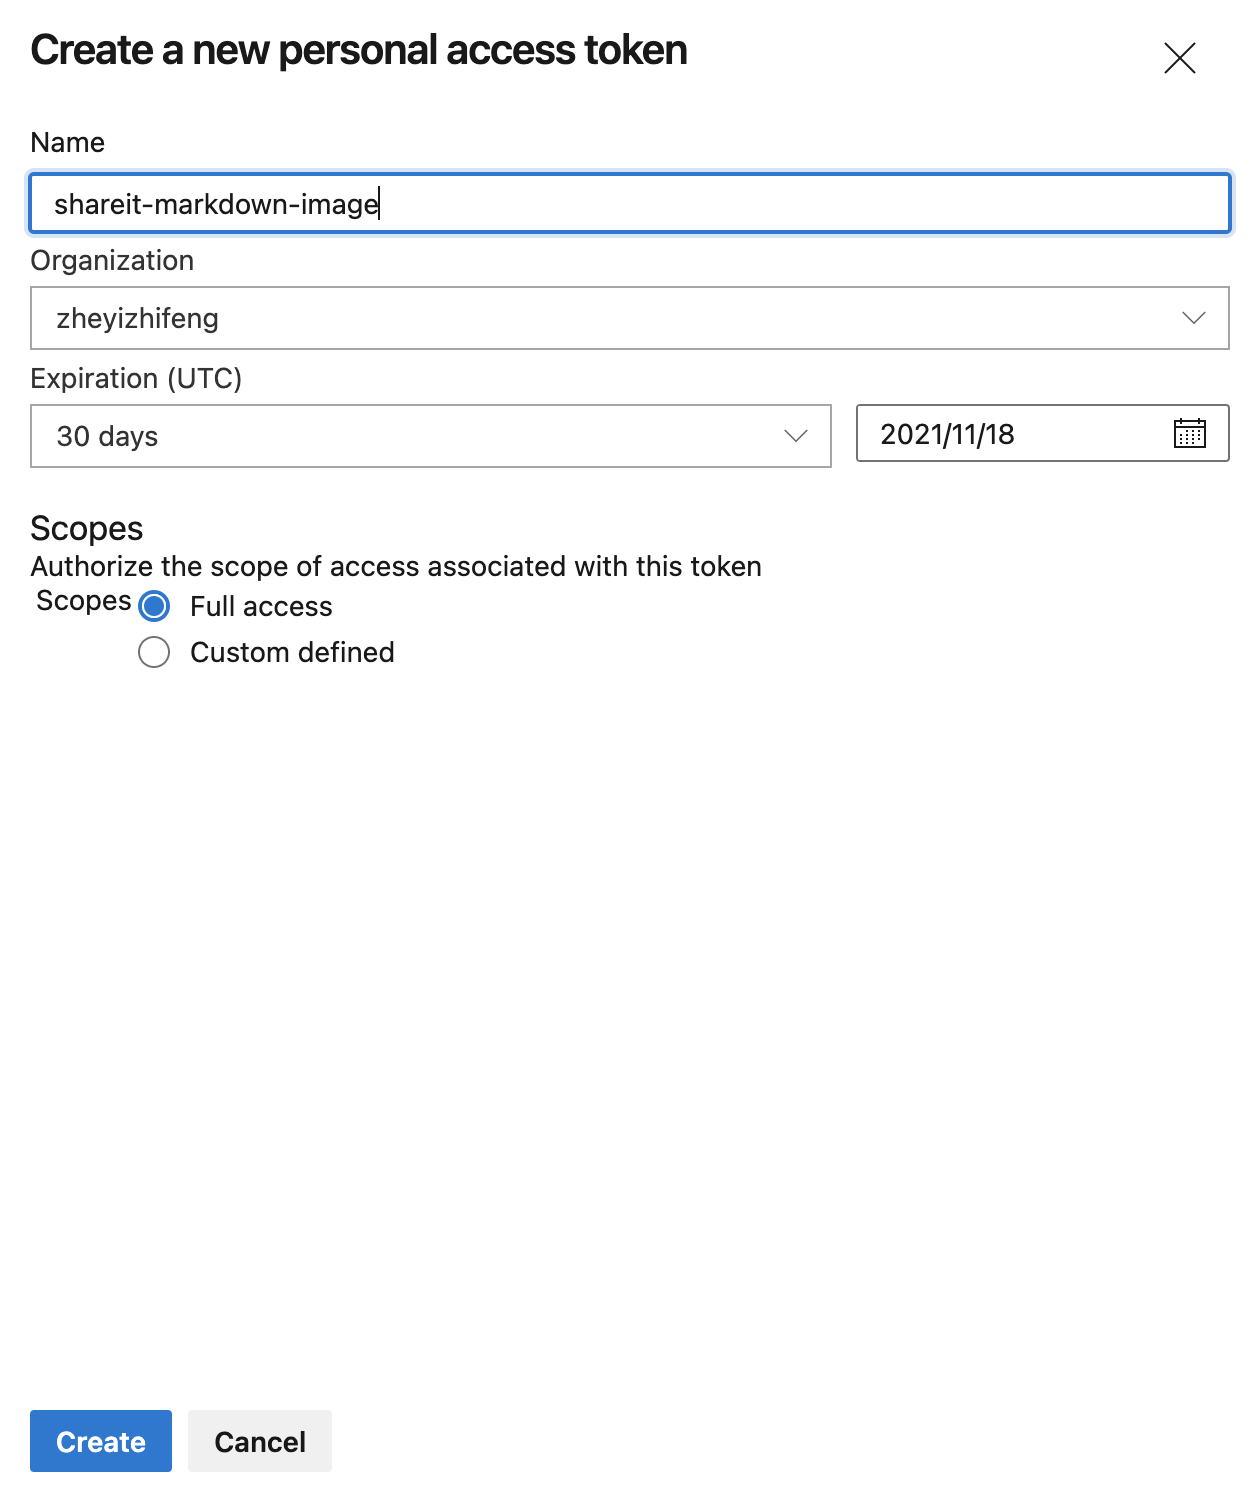 Create a new personal access token
Name
shareit-markdown-image
Organization
zheyizhifeng
Expiration (UTC)
30 days 2021/11/18
Scopes
Authorize the scope of access associated with this token
Scopes Full access
Custom defined
Create Cancel